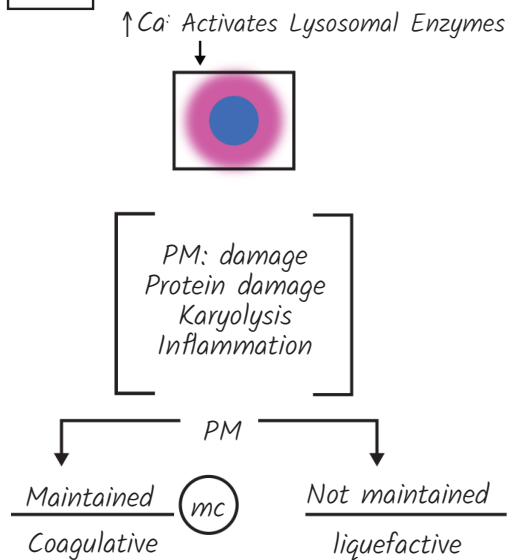 ↑Ca: Activates Lysosomal Enzymes
PM: damage
Protein damage
Karyolysis
Inflammation
PM
Maintained
mc
Not maintained
Coagulative
liquefactive